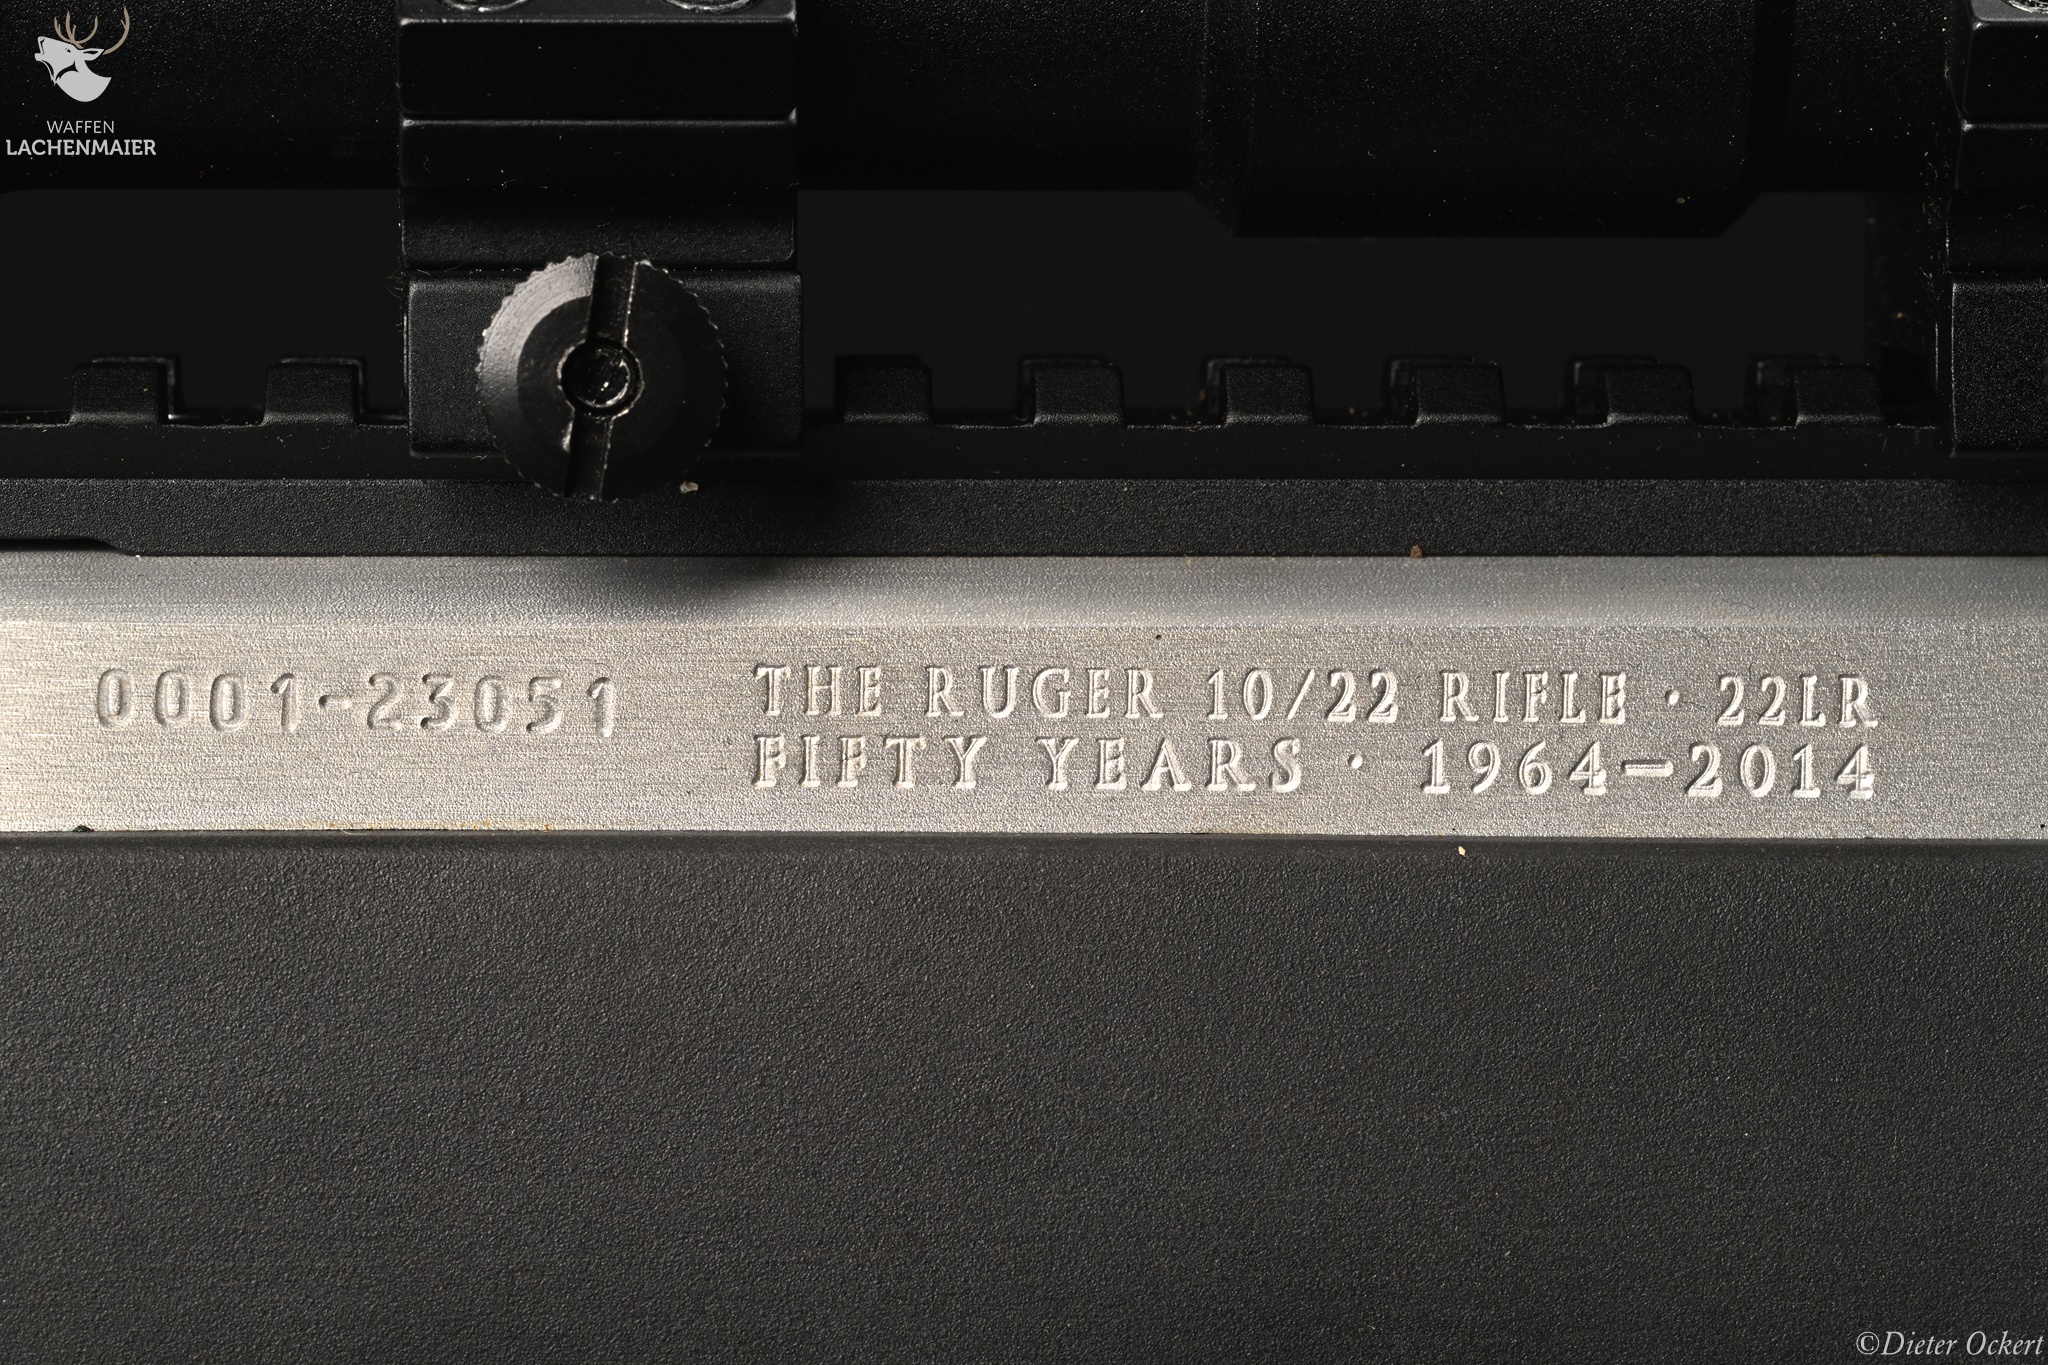 WAFFEN
LACHENMAIER
0001-23051
THE RUGER 10/22 RIFLE · 22LR
FIFTY YEARS · 1964–2014
©Dieter Ockert